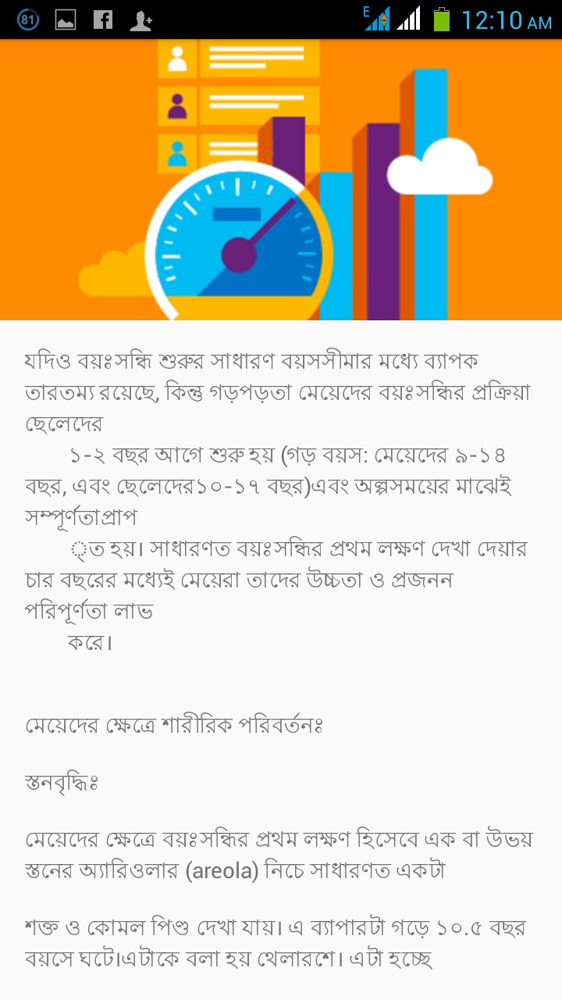 81
E
12:10 AM
যদিও বয়ঃসন্ধি শুরুর সাধারণ বয়সসীমার মধ্যে ব্যাপক
তারতম্য রয়েছে, কিন্তু গড়পড়তা মেয়েদের বয়ঃসন্ধির প্রক্রিয়া
ছেলেদের
১-২ বছর আগে শুরু হয় (গড় বয়স: মেয়েদের ৯-১৪
বছর, এবং ছেলেদের১০-১৭ বছর)এবং অল্পসময়ের মাঝেই
সম্পূর্ণতাপ্রাপ
্ত হয়। সাধারণত বয়ঃসন্ধির প্রথম লক্ষণ দেখা দেয়ার
চার বছরের মধ্যেই মেয়েরা তাদের উচ্চতা ও প্রজনন
পরিপূর্ণতা লাভ
করে।
মেয়েদের ক্ষেত্রে শারীরিক পরিবর্তনঃ
স্তনবৃদ্ধিঃ
মেয়েদের ক্ষেত্রে বয়ঃসন্ধির প্রথম লক্ষণ হিসেবে এক বা উভয়
স্তনের অ্যারিওলার (areola) নিচে সাধারণত একটা
শক্ত ও কোমল পিণ্ড দেখা যায়। এ ব্যাপারটা গড়ে ১০.৫ বছর
বয়সে ঘটে।এটাকে বলা হয় থেলারশে। এটা হচ্ছে